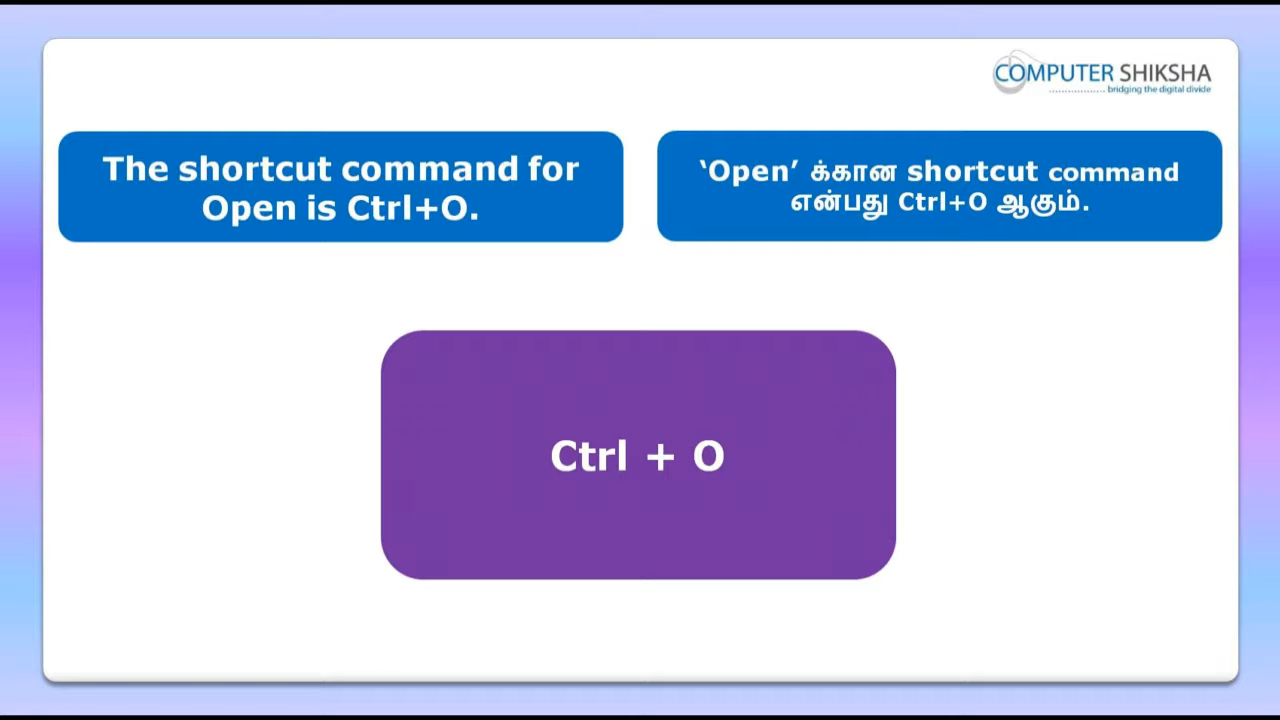 COMPUTER SHIKSHA
bridging the digital divide
The shortcut command for
Open is Ctrl+O.
‘Open’ க்கான shortcut command
என்பது Ctrl+O ஆகும்.
Ctrl + O